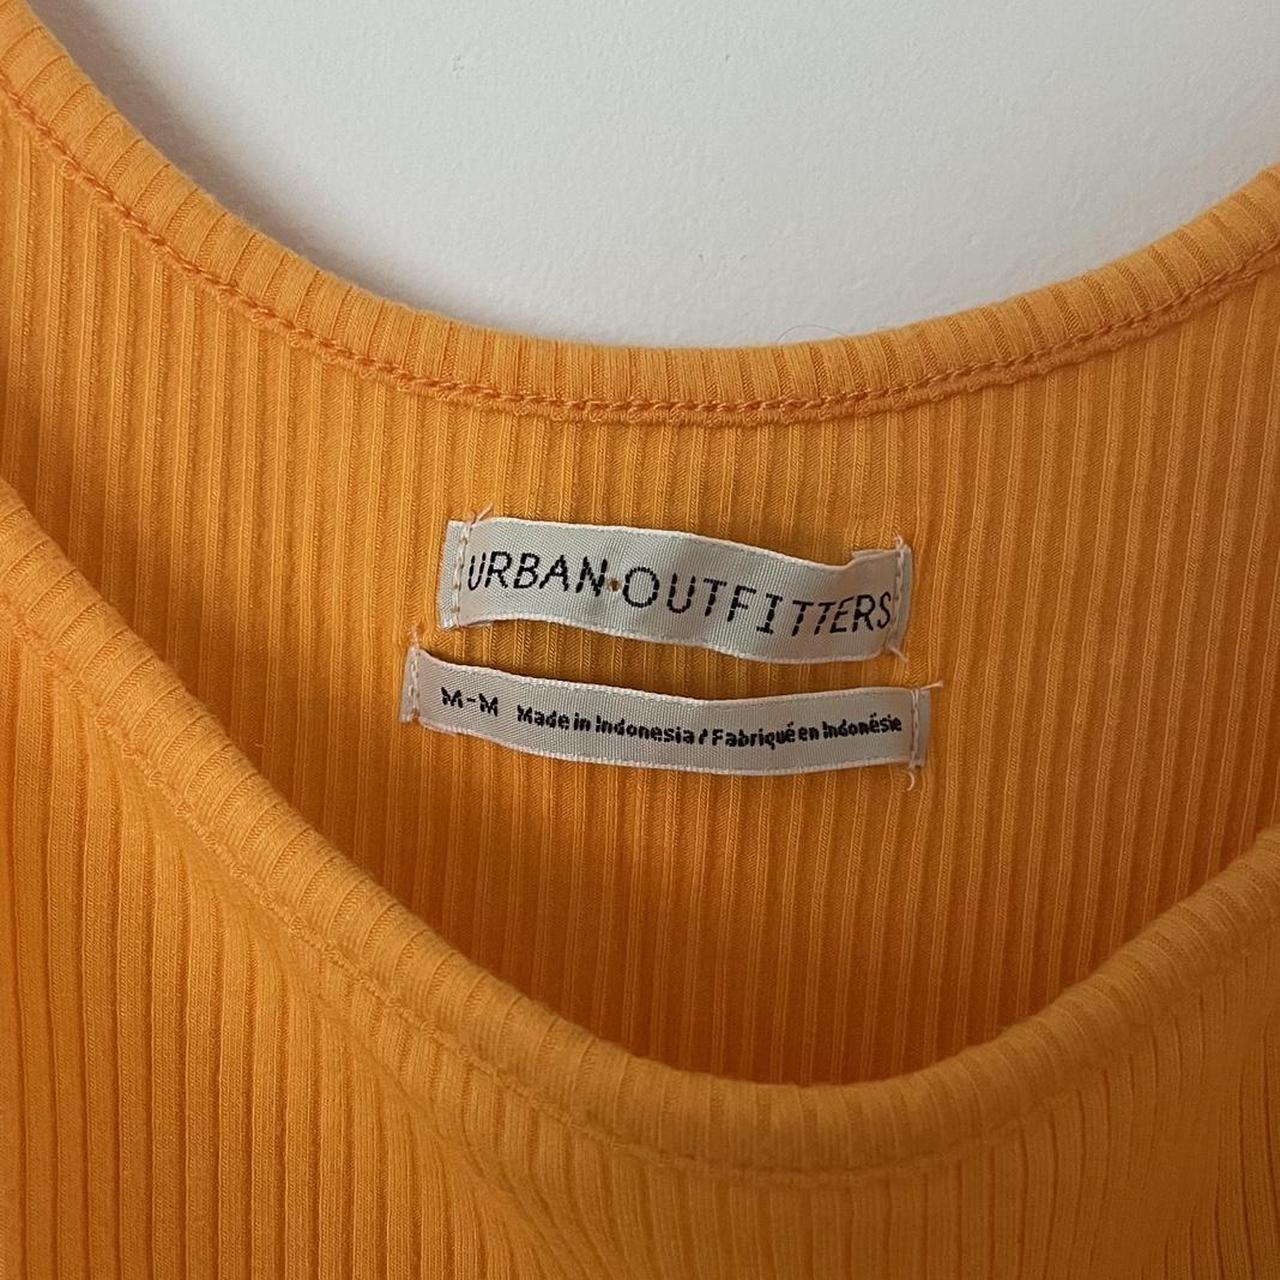 URBAN·OUTFITTERS
M-M Made in Indonesia / Fabriqué en Indonésie